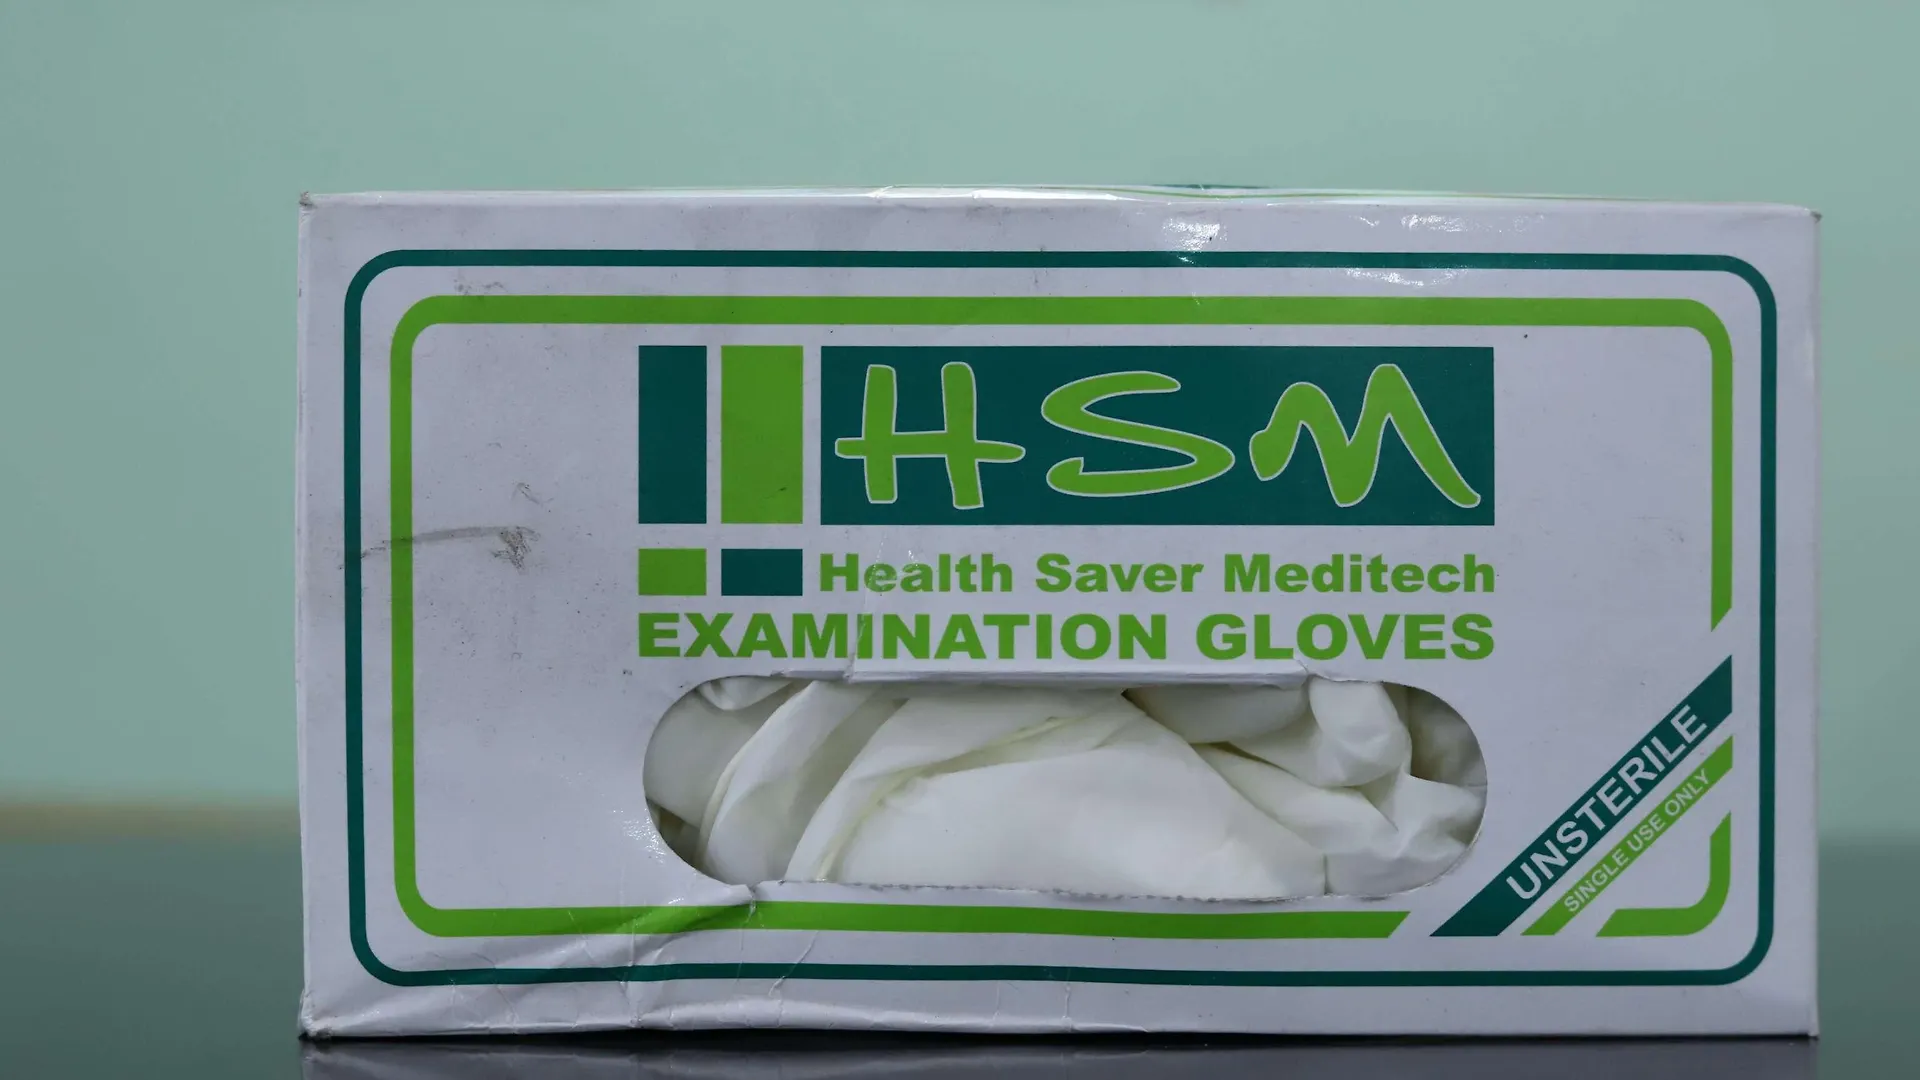 HSM
Health Saver Meditech
EXAMINATION GLOVES
UNSTERILE
SINGLE USE ONLY